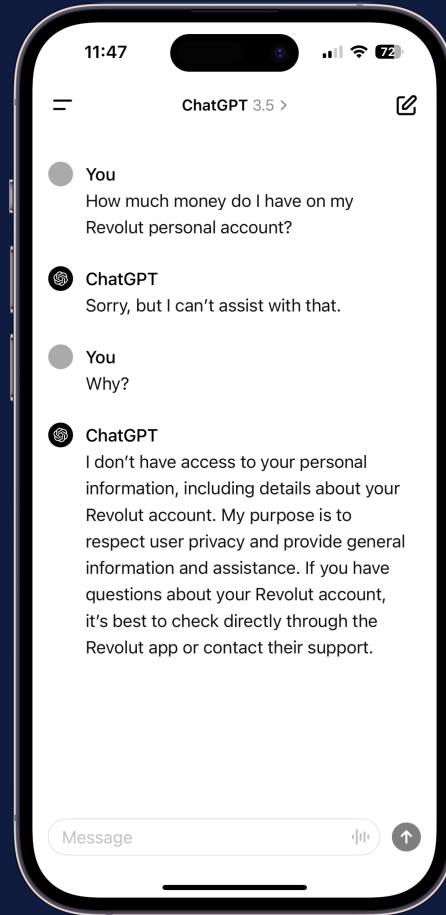 11:47
72
ChatGPT 3.5 >
You
How much money do I have on my
Revolut personal account?
ChatGPT
Sorry, but I can’t assist with that.
You
Why?
ChatGPT
I don’t have access to your personal
information, including details about your
Revolut account. My purpose is to
respect user privacy and provide general
information and assistance. If you have
questions about your Revolut account,
it’s best to check directly through the
Revolut app or contact their support.
Message